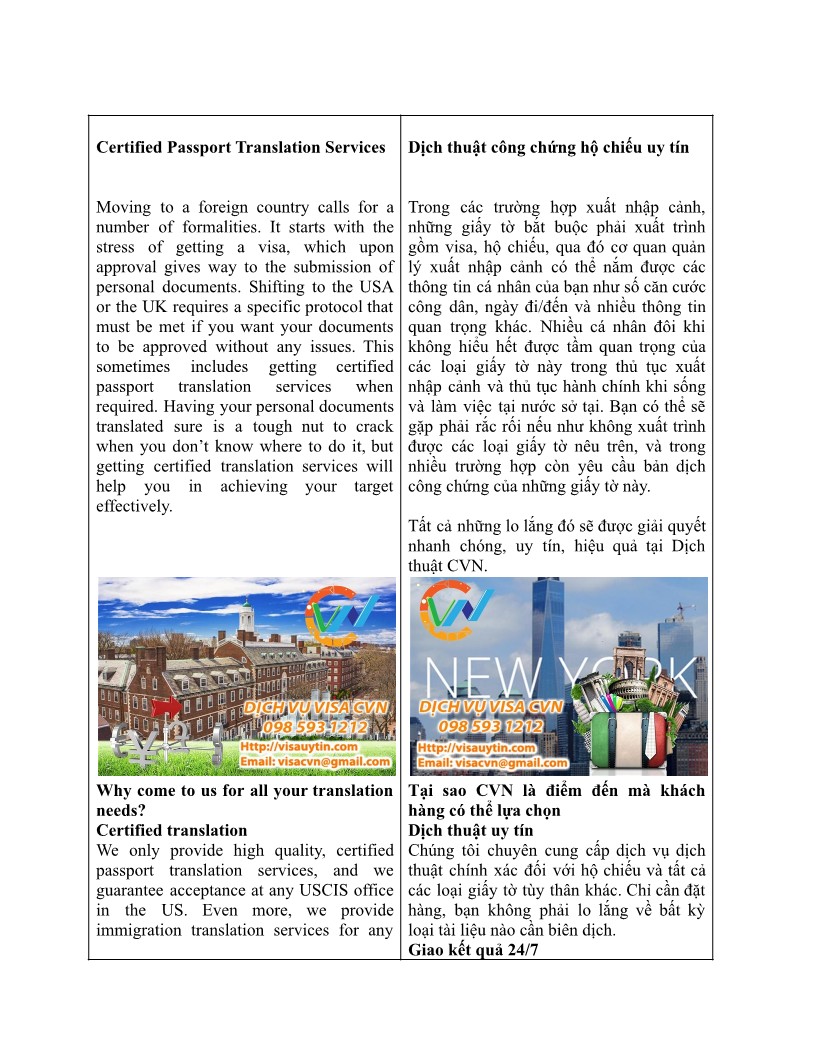 Certified Passport Translation Services
Moving to a foreign country calls for a
number of formalities. It starts with the
stress of getting a visa, which upon
approval gives way to the submission of
personal documents. Shifting to the USA
or the UK requires a specific protocol that
must be met if you want your documents
to be approved without any issues. This
sometimes includes getting certified
passport translation services when
required. Having your personal documents
translated sure is a tough nut to crack
when you don’t know where to do it, but
getting certified translation services will
help you in achieving your target
effectively.
DỊCH VỤ VISA CVN
098 593 1212
Http://visauytin.com
Email: visacvn@gmail.com
Why come to us for all your translation
needs?
Certified translation
We only provide high quality, certified
passport translation services, and we
guarantee acceptance at any USCIS office
in the US. Even more, we provide
immigration translation services for any
Dịch thuật công chứng hộ chiếu uy tín
Trong các trường hợp xuất nhập cảnh,
những giấy tờ bắt buộc phải xuất trình
gồm visa, hộ chiếu, qua đó cơ quan quản
lý xuất nhập cảnh có thể nắm được các
thông tin cá nhân của bạn như số căn cước
công dân, ngày đi/đến và nhiều thông tin
quan trọng khác. Nhiều cá nhân đôi khi
không hiểu hết được tầm quan trọng của
các loại giấy tờ này trong thủ tục xuất
nhập cảnh và thủ tục hành chính khi sống
và làm việc tại nước sở tại. Bạn có thể sẽ
gặp phải rắc rối nếu như không xuất trình
được các loại giấy tờ nêu trên, và trong
nhiều trường hợp còn yêu cầu bản dịch
công chứng của những giấy tờ này.
Tất cả những lo lắng đó sẽ được giải quyết
nhanh chóng, uy tín, hiệu quả tại Dịch
thuật CVN.
NEW YORK
DỊCH VỤ VISA CVN
098 593 1212
Http://visauytin.com
Email: visacvn@gmail.com
Tại sao CVN là điểm đến mà khách
hàng có thể lựa chọn
Dịch thuật uy tín
Chúng tôi chuyên cung cấp dịch vụ dịch
thuật chính xác đối với hộ chiếu và tất cả
các loại giấy tờ tùy thân khác. Chỉ cần đặt
hàng, bạn không phải lo lắng về bất kỳ
loại tài liệu nào cần biên dịch.
Giao kết quả 24/7